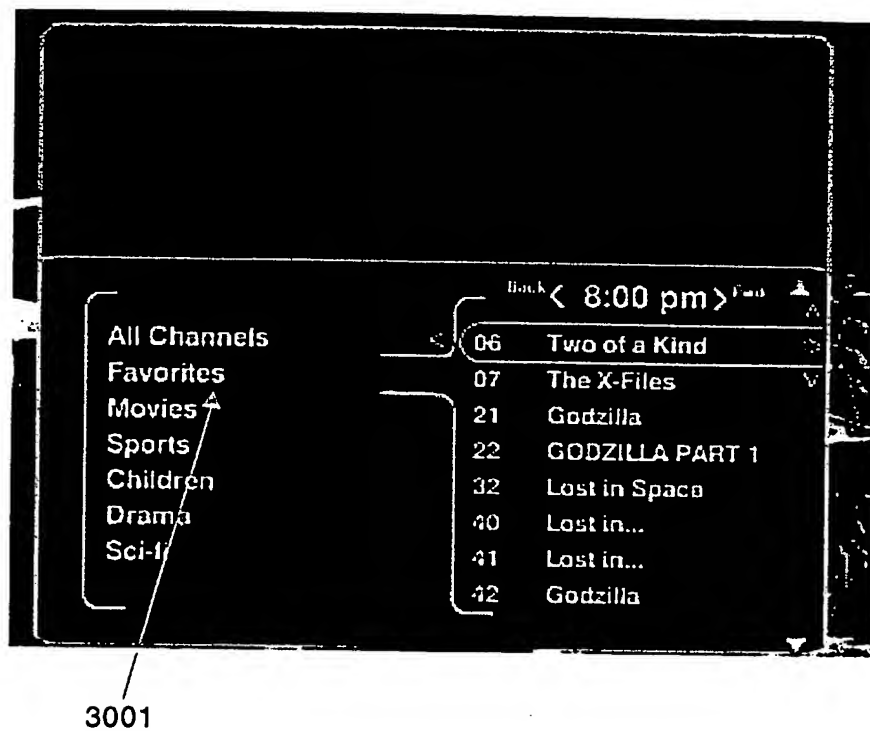 Back < 8:00 pm > Fwd
All Channels
Favorites
Movies
Sports
Children
Drama
Sci-fi
06 Two of a Kind
07 The X-Files
21 Godzilla
22 GODZILLA PART 1
32 Lost in Space
40 Lost in...
41 Lost in...
42 Godzilla
3001